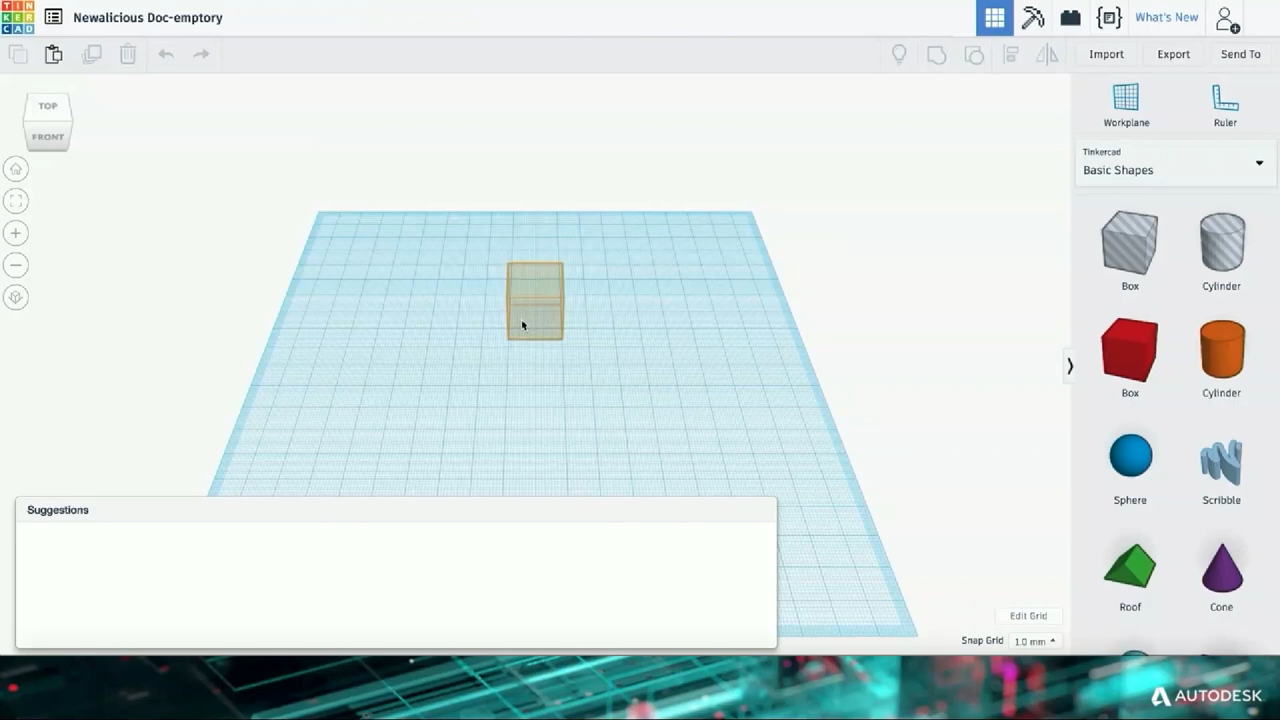 TIN
KER
CAD
Newalicious Doc-emptory
What's New
Import
Export
Send To
TOP
FRONT
Workplane
Ruler
Tinkercad
Basic Shapes
Box
Cylinder
Box
Cylinder
Sphere
Scribble
Roof
Cone
Suggestions
Edit Grid
Snap Grid
1.0 mm
AUTODESK